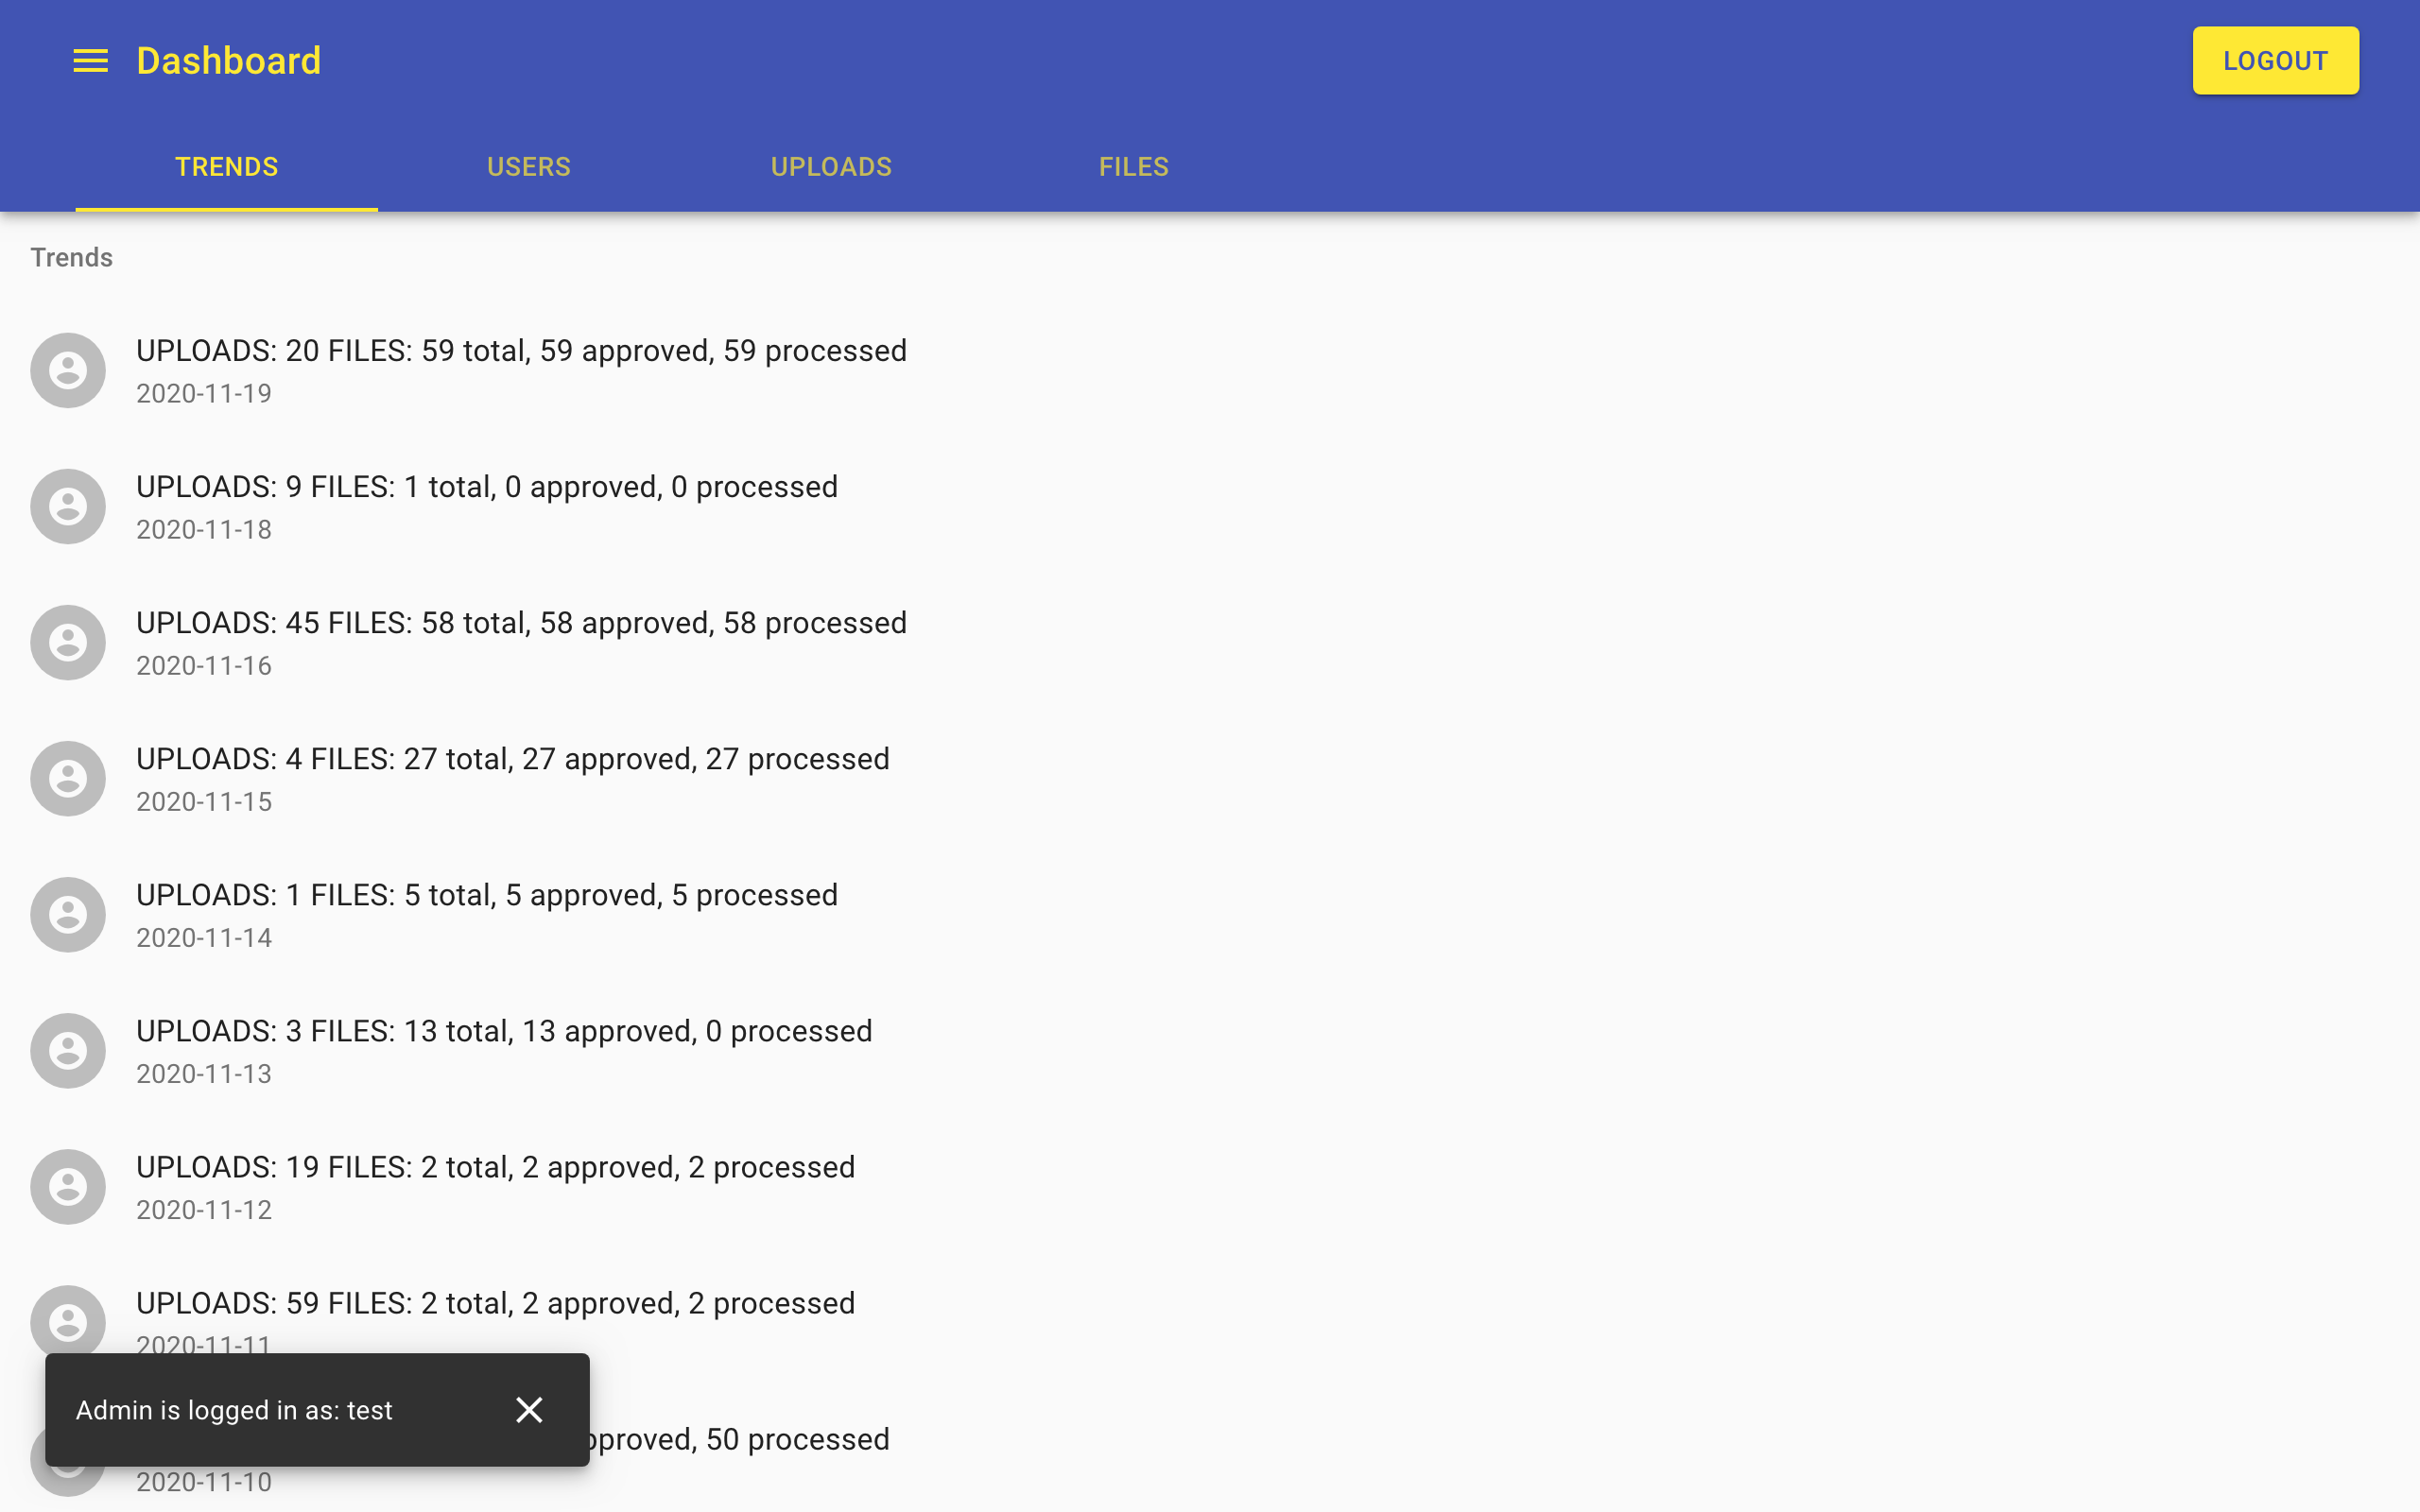 Dashboard
LOGOUT
TRENDS USERS UPLOADS FILES
Trends
UPLOADS: 20 FILES: 59 total, 59 approved, 59 processed
2020-11-19
UPLOADS: 9 FILES: 1 total, 0 approved, 0 processed
2020-11-18
UPLOADS: 45 FILES: 58 total, 58 approved, 58 processed
2020-11-16
UPLOADS: 4 FILES: 27 total, 27 approved, 27 processed
2020-11-15
UPLOADS: 1 FILES: 5 total, 5 approved, 5 processed
2020-11-14
UPLOADS: 3 FILES: 13 total, 13 approved, 0 processed
2020-11-13
UPLOADS: 19 FILES: 2 total, 2 approved, 2 processed
2020-11-12
UPLOADS: 59 FILES: 2 total, 2 approved, 2 processed
2020-11-11
Admin is logged in as: test
pproved, 50 processed
2020-11-10